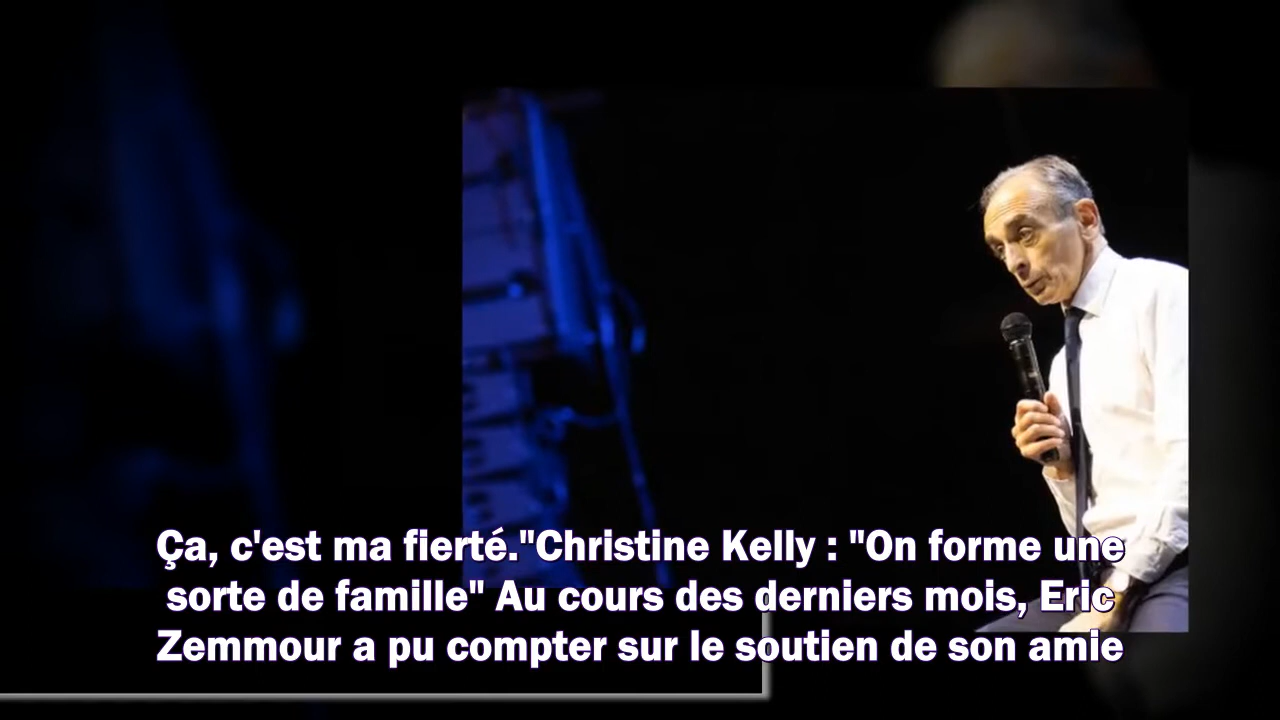 Ça, c'est ma fierté."Christine Kelly : "On forme une
sorte de famille" Au cours des derniers mois, Eric
Zemmour a pu compter sur le soutien de son amie